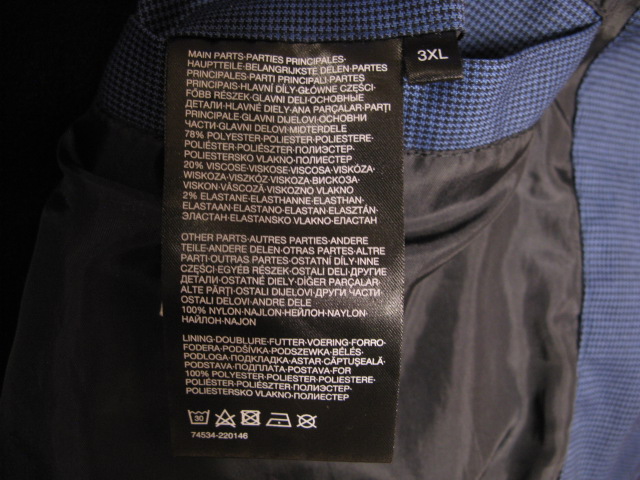 MAIN PARTS-PARTIES PRINCIPALES-
HAUPTTEILE-BELANGRIJKSTE DELEN-PARTES
PRINCIPALES-PARTI PRINCIPALI-PARTES
PRINCIPAIS-HLAVNÍ DÍLY-GŁÓWNE CZĘŚCI-
FŐBB RÉSZEK-GLAVNI DELI-ОСНОВНЫЕ
ДЕТАЛИ-HLAVNÉ DIELY-ANA PARÇALAR-PARȚI
PRINCIPALE-GLAVNI DIJELOVI-ОСНОВНИ
ЧАСТИ-GLAVNI DELOVI-MIDTERDELE
78% POLYESTER-POLYESTER-POLIESTERE-
POLIÉSTER-POLIÉSZTER-ПОЛИЭСТЕР-
POLIESTERSKO VLAKNO-ПОЛИЕСТЕР
20% VISCOSE-VISKOSE-VISCOSA-VISKÓZA-
WISKOZA-VISZKÓZ-VISKOZA-ВИСКОЗА-
VISKON-VÂSCOZĂ-VISKOZNO VLAKNO
2% ELASTANE-ELASTHANNE-ELASTHAN-
ELASTAAN-ELASTANO-ELASTAN-ELASZTÁN-
ЭЛАСТАН-ELASTANSKO VLAKNO-ЕЛАСТАН
OTHER PARTS-AUTRES PARTIES-ANDERE
TEILE-ANDERE DELEN-OTRAS PARTES-ALTRE
PARTI-OUTRAS PARTES-OSTATNÍ DÍLY-INNE
CZĘŚCI-EGYÉB RÉSZEK-OSTALI DELI-ДРУГИЕ
ДЕТАЛИ-OSTATNÉ DIELY-DİĞER PARÇALAR-
ALTE PĂRȚI-OSTALI DIJELOVI-ДРУГИ ЧАСТИ
OSTALI DELOVI-ANDRE DELE
100% NYLON-NAJLON-НЕЙЛОН-NAYLON-
НАЙЛОН-NAJON
LINING-DOUBLURE-FUTTER-VOERING-FORRO-
FODERA-PODŠÍVKA-PODSZEWKA-BÉLÉS-
PODLOGA-ПОДКЛАДКА-ASTAR-CĂPTUȘEALĂ-
PODSTAVA-ПОДПЛАТА-POSTAVA-FOR
100% POLYESTER-POLYESTER-POLIESTERE-
POLIÉSTER-POLIÉSZTER-ПОЛИЭСТЕР-
POLIESTERSKO VLAKNO-ПОЛИЕСТЕР
30
74534-220146
3XL